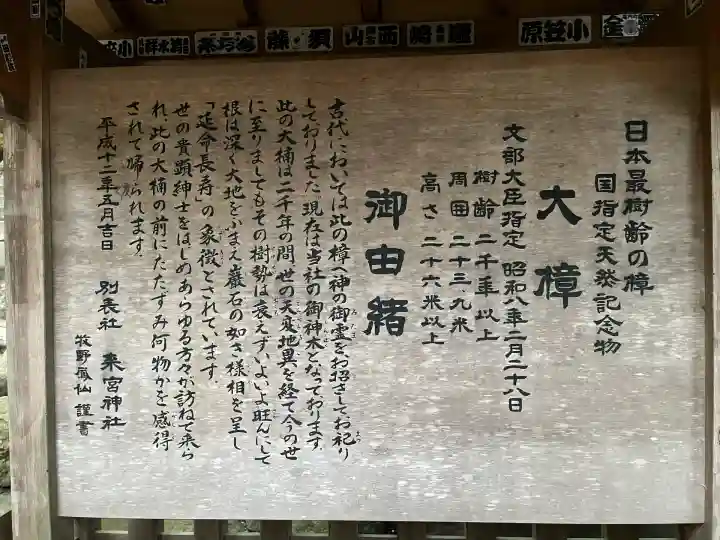 日本最樹齢の樟
国指定天然記念物
大樟
文部大臣指定 昭和八年二月二十八日
樹齢 二千年以上
周囲 二十三、九米
高さ 二十六米以上
御由緒
古代においては此の樟へ神の御霊をお招きしてお祀り
しておりました。現在は当社の御神木となっております。
此の大楠は二千年の間、世の天変地異を経て今の世
に至りましてもその樹勢は衰えずいよいよ旺んにして
根は深く大地をふまえ巌石の如き様相を呈し
「延命長寿」の象徴とされています。
世の貴顕紳士をはじめあらゆる方々が訪ねて来ら
れ、此の大楠の前にたたずみ何物かを感得
されて帰られます。
平成十二年五月吉日 別表社 来宮神社
牧野鳳仙 謹書
小笠原
山西
須藤